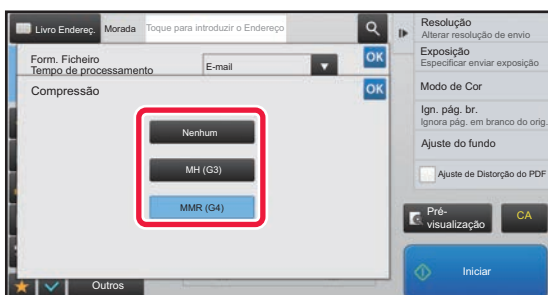 Livro Endereç.
Morada
Toque para introduzir o Endereço
Form. Ficheiro
Tempo de processamento
E-mail
OK
Compressão
OK
Nenhum
MH (G3)
MMR (G4)
Outros
Resolução
Alterar resolução de envio
Exposição
Especificar enviar exposição
Modo de Cor
Ign. pág. br.
Ignora pág. em branco do orig.
Ajuste do fundo
Ajuste de Distorção do PDF
Pré-
visualização
CA
Iniciar